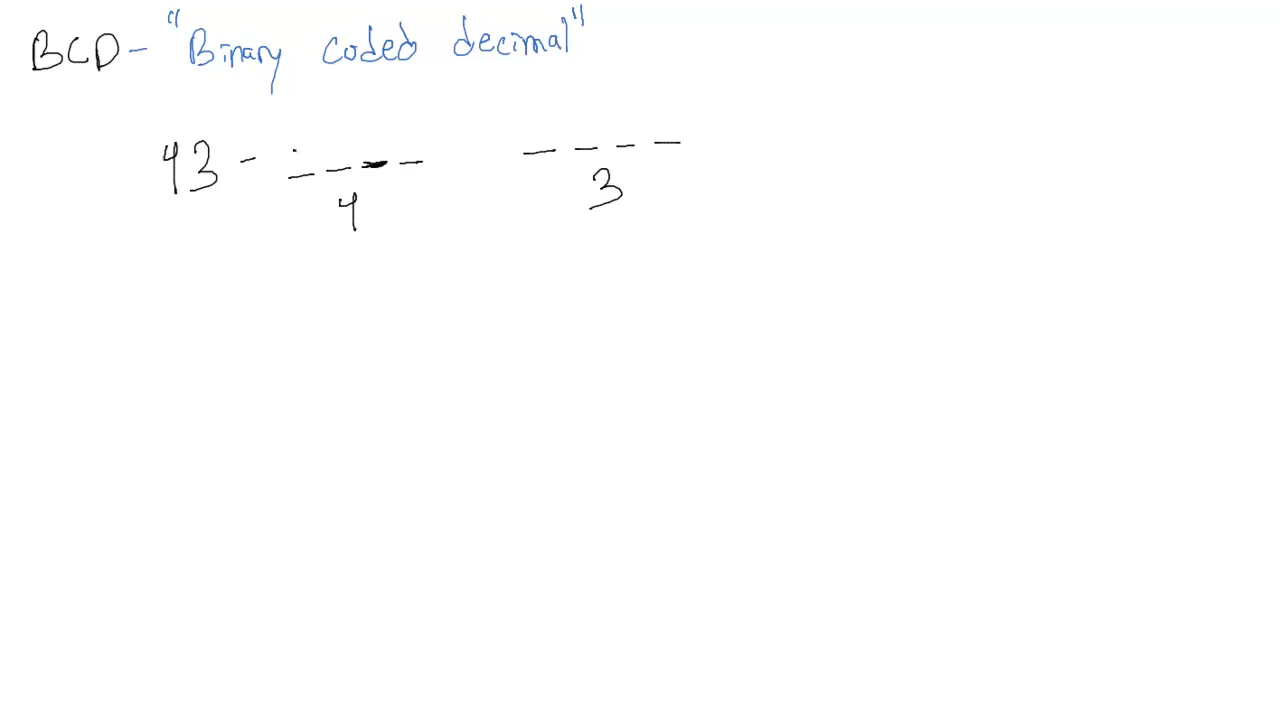 BCD - "Binary coded decimal"
43 - _ _ _ _ _ _ _ _
4 3